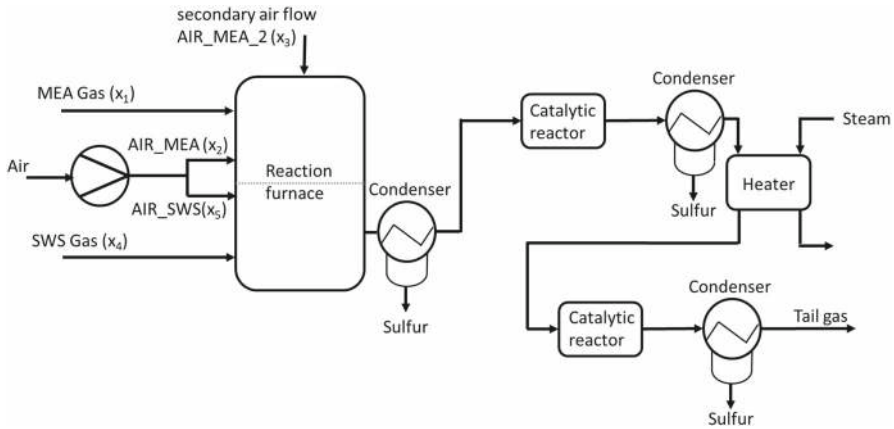 secondary air flow
AIR_MEA_2 (x₃)
MEA Gas (x₁)
AIR_MEA (x₂)
Air
AIR_SWS(x₅)
SWS Gas (x₄)
Reaction
furnace
Condenser
Sulfur
Catalytic
reactor
Condenser
Sulfur
Steam
Heater
Catalytic
reactor
Condenser
Sulfur
Tail gas